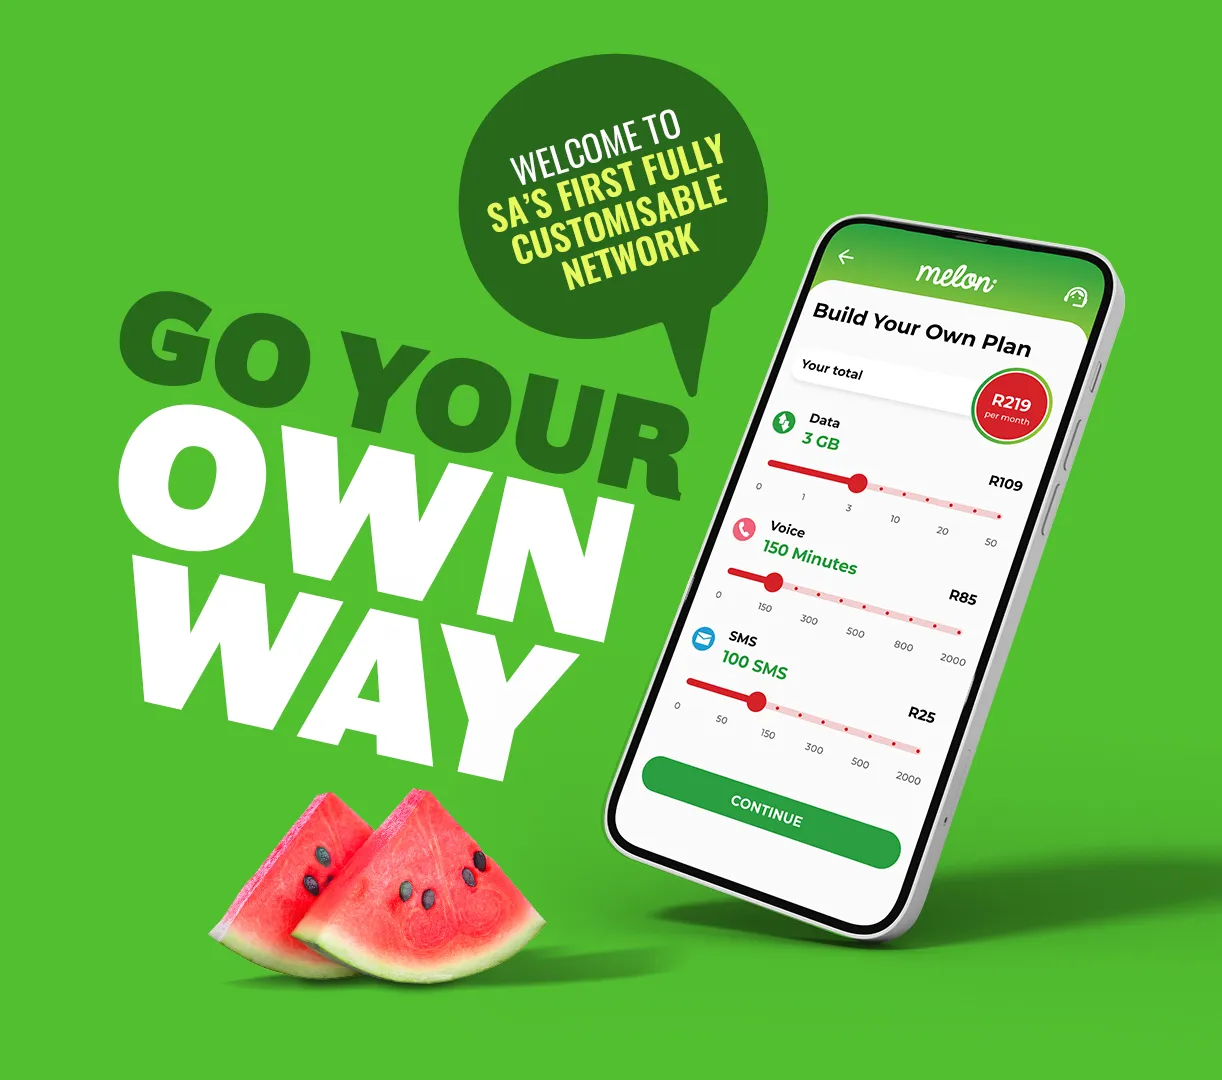 WELCOME TO
SA'S FIRST FULLY
CUSTOMISABLE
NETWORK
GO YOUR
OWN
WAY
melon
Build Your Own Plan
Your total
R219
per month
Data
3 GB
R109
0 1 3 10 20 50
Voice
150 Minutes
R85
0 150 300 500 800 2000
SMS
100 SMS
R25
0 50 150 300 500 2000
CONTINUE